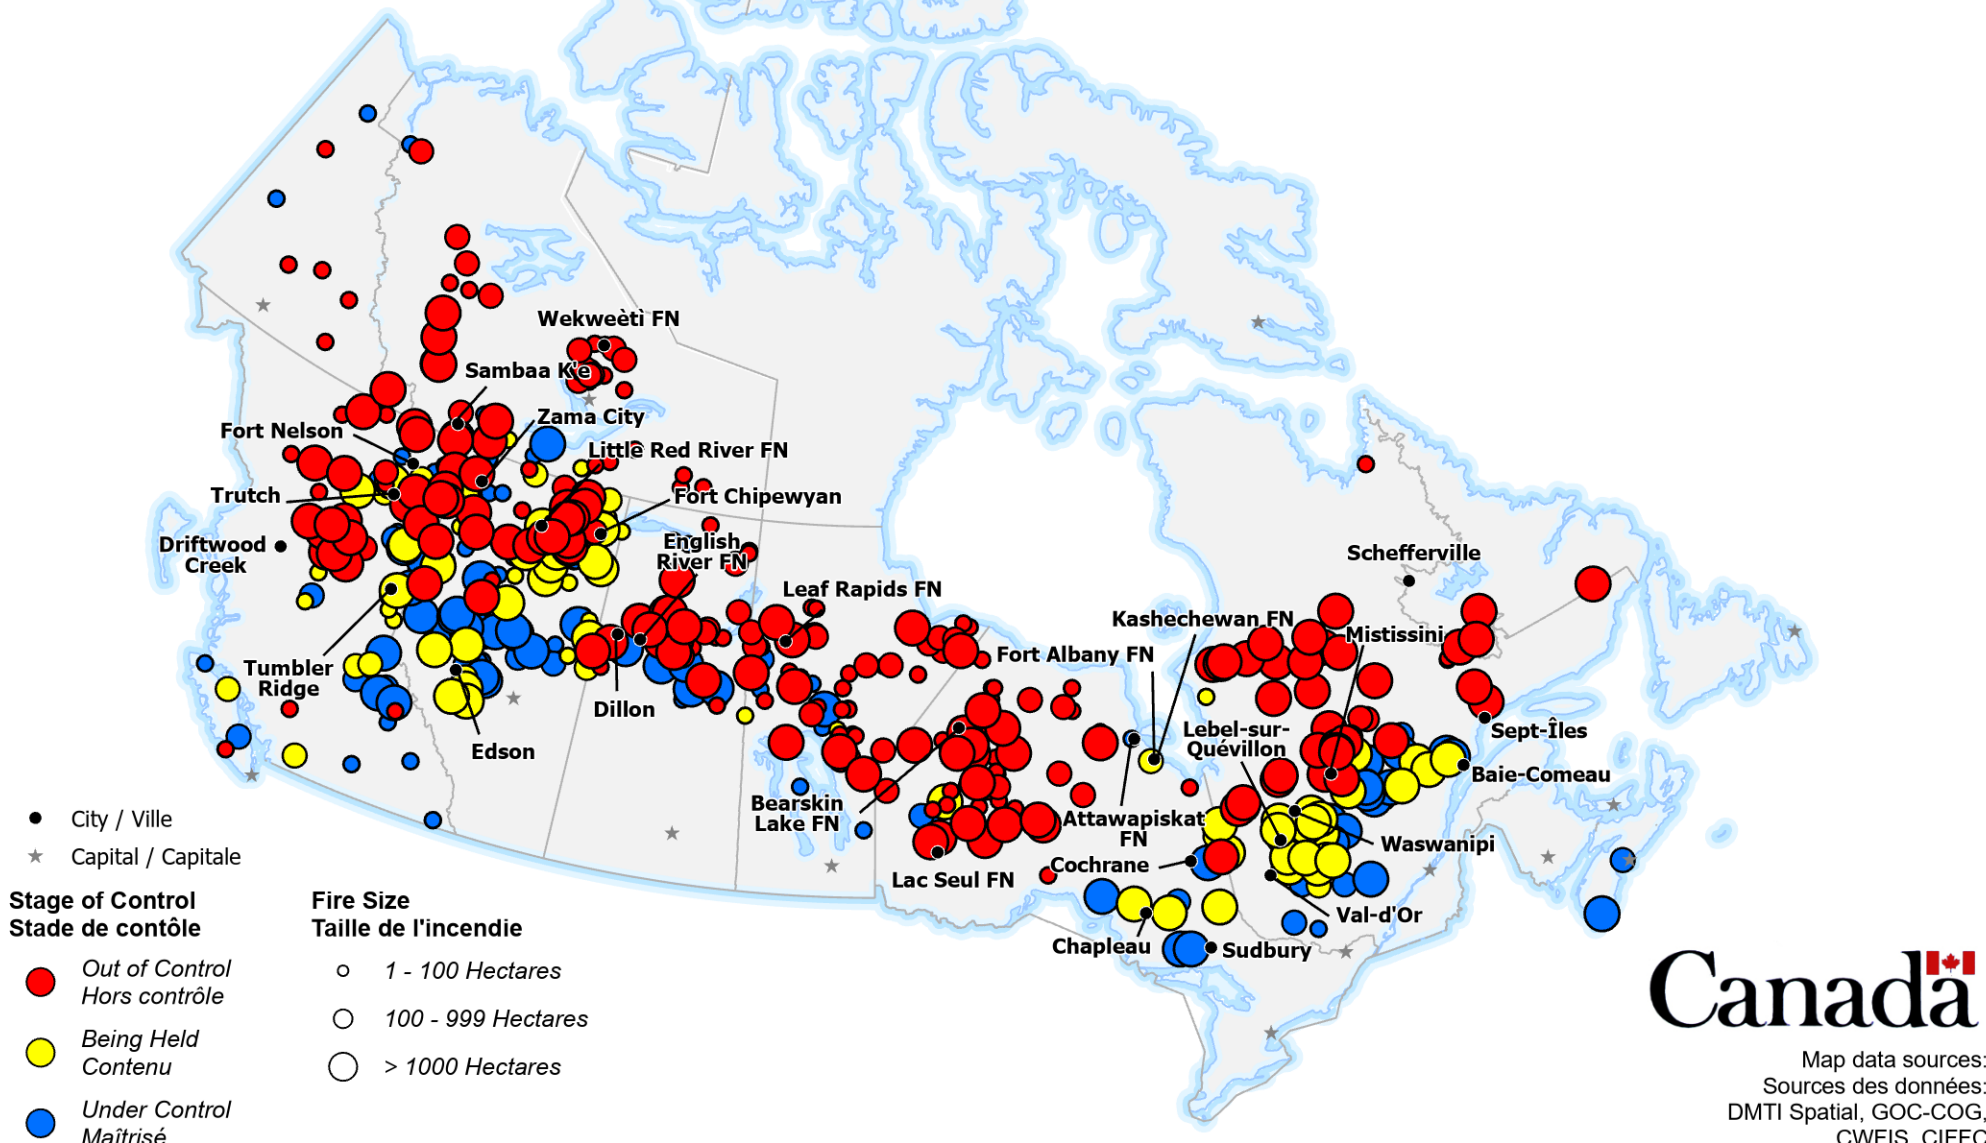 Wekweètì FN
Sambaa K'e
Zama City
Fort Nelson
Little Red River FN
Trutch
Fort Chipewyan
Driftwood
Creek
English
River FN
Leaf Rapids FN
Schefferville
Kashechewan FN
Mistissini
Fort Albany FN
Tumbler
Ridge
Dillon
Lebel-sur-
Quévillon
Sept-Îles
Edson
Baie-Comeau
Bearskin
Lake FN
Attawapiskat
FN
Waswanipi
Cochrane
Lac Seul FN
Val-d'Or
Chapleau
Sudbury
City / Ville
Capital / Capitale
Stage of Control
Stade de contôle
Out of Control
Hors contrôle
Being Held
Contenu
Under Control
Maîtrisé
Fire Size
Taille de l'incendie
1 - 100 Hectares
100 - 999 Hectares
> 1000 Hectares
Canada
Map data sources:
Sources des données:
DMTI Spatial, GOC-COG,
CWFIS, CIFFC